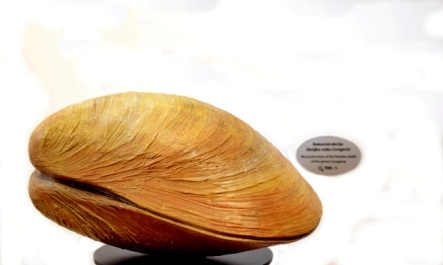 Rekonstrukcija
školjke roda Congeria
Reconstruction of the bivalve shell
of the genus Congeria